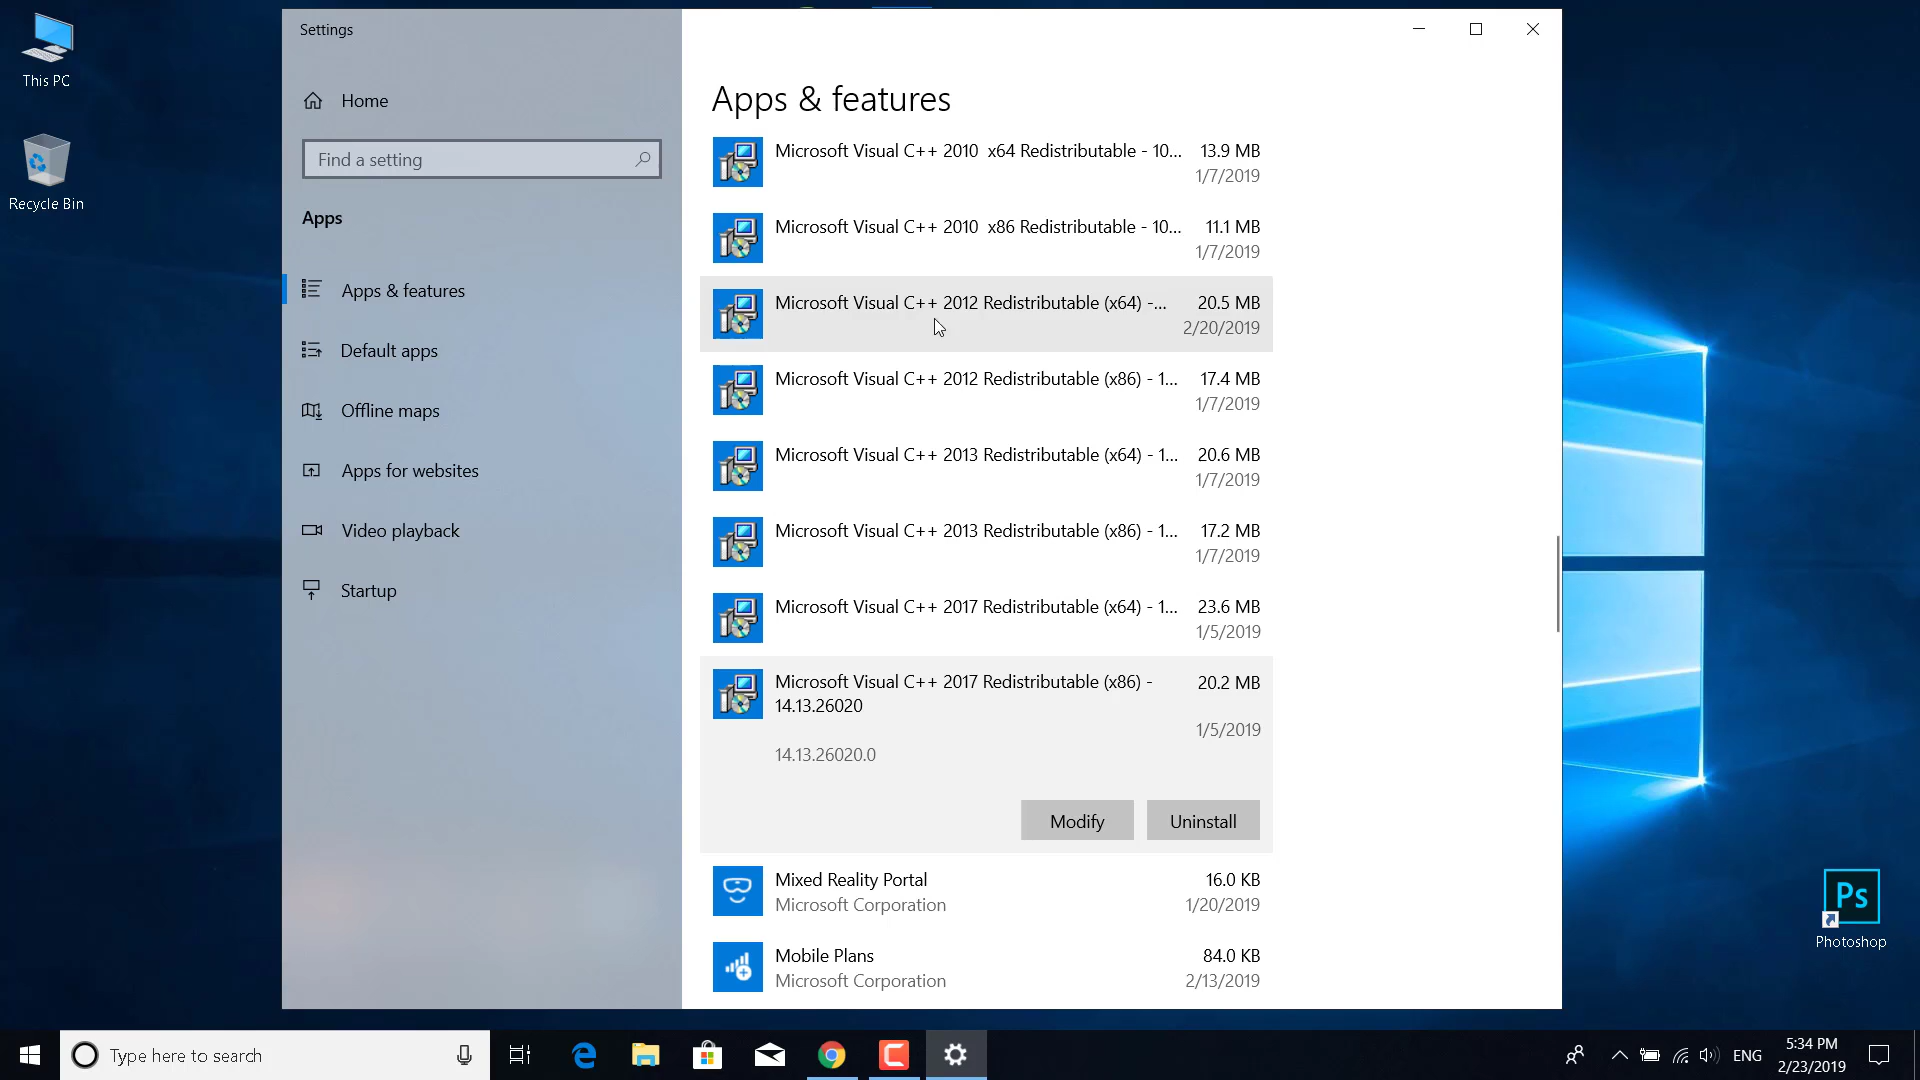 This PC
Recycle Bin
Settings
Home
Find a setting
Apps
Apps & features
Default apps
Offline maps
Apps for websites
Video playback
Startup
Apps & features
Microsoft Visual C++ 2010  x64 Redistributable - 10... 13.9 MB
1/7/2019
Microsoft Visual C++ 2010  x86 Redistributable - 10... 11.1 MB
1/7/2019
Microsoft Visual C++ 2012 Redistributable (x64) -... 20.5 MB
2/20/2019
Microsoft Visual C++ 2012 Redistributable (x86) - 1... 17.4 MB
1/7/2019
Microsoft Visual C++ 2013 Redistributable (x64) - 1... 20.6 MB
1/7/2019
Microsoft Visual C++ 2013 Redistributable (x86) - 1... 17.2 MB
1/7/2019
Microsoft Visual C++ 2017 Redistributable (x64) - 1... 23.6 MB
1/5/2019
Microsoft Visual C++ 2017 Redistributable (x86) - 20.2 MB
14.13.26020
1/5/2019
14.13.26020.0
Modify Uninstall
Mixed Reality Portal 16.0 KB
Microsoft Corporation 1/20/2019
Mobile Plans 84.0 KB
Microsoft Corporation 2/13/2019
Ps
Photoshop
Type here to search
ENG
5:34 PM
2/23/2019